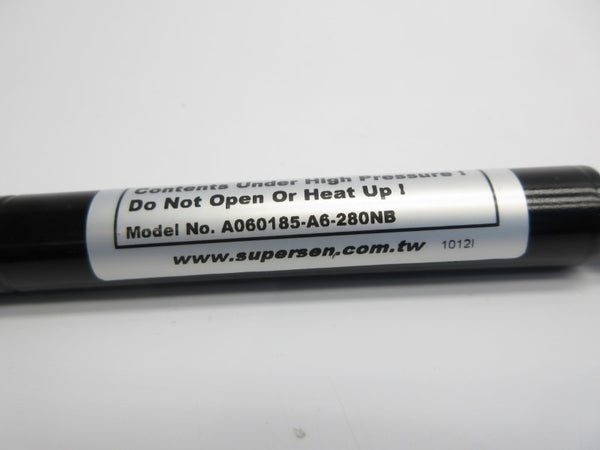 Contents Under High Pressure !
Do Not Open Or Heat Up !
Model No. A060185-A6-280NB
www.supersen.com.tw 1012I